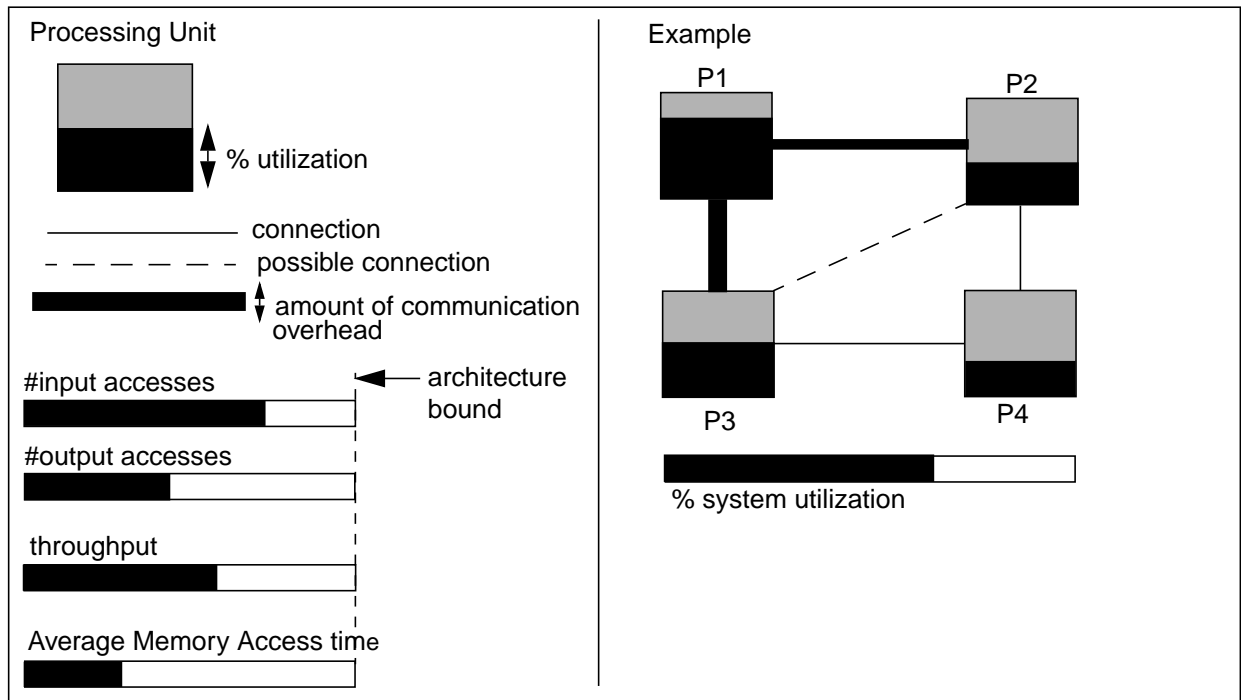 Processing Unit
% utilization
connection
possible connection
amount of communication
overhead
#input accesses
architecture
bound
#output accesses
throughput
Average Memory Access time
Example
P1
P2
P3
P4
% system utilization